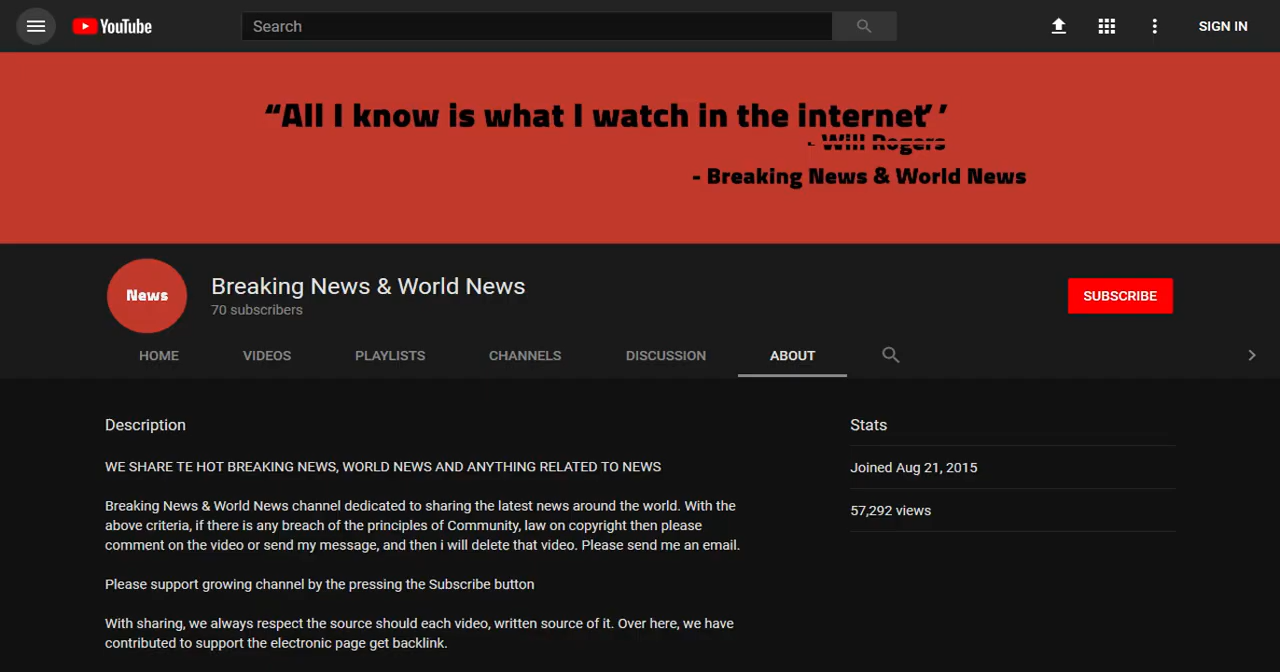 YouTube
Search
SIGN IN
“All I know is what I watch in the internet’’
- Will Rogers
- Breaking News & World News
News
Breaking News & World News
70 subscribers
SUBSCRIBE
HOME VIDEOS PLAYLISTS CHANNELS DISCUSSION ABOUT
Description
Stats
WE SHARE TE HOT BREAKING NEWS, WORLD NEWS AND ANYTHING RELATED TO NEWS
Joined Aug 21, 2015
Breaking News & World News channel dedicated to sharing the latest news around the world. With the
57,292 views
above criteria, if there is any breach of the principles of Community, law on copyright then please
comment on the video or send my message, and then i will delete that video. Please send me an email.
Please support growing channel by the pressing the Subscribe button
With sharing, we always respect the source should each video, written source of it. Over here, we have
contributed to support the electronic page get backlink.